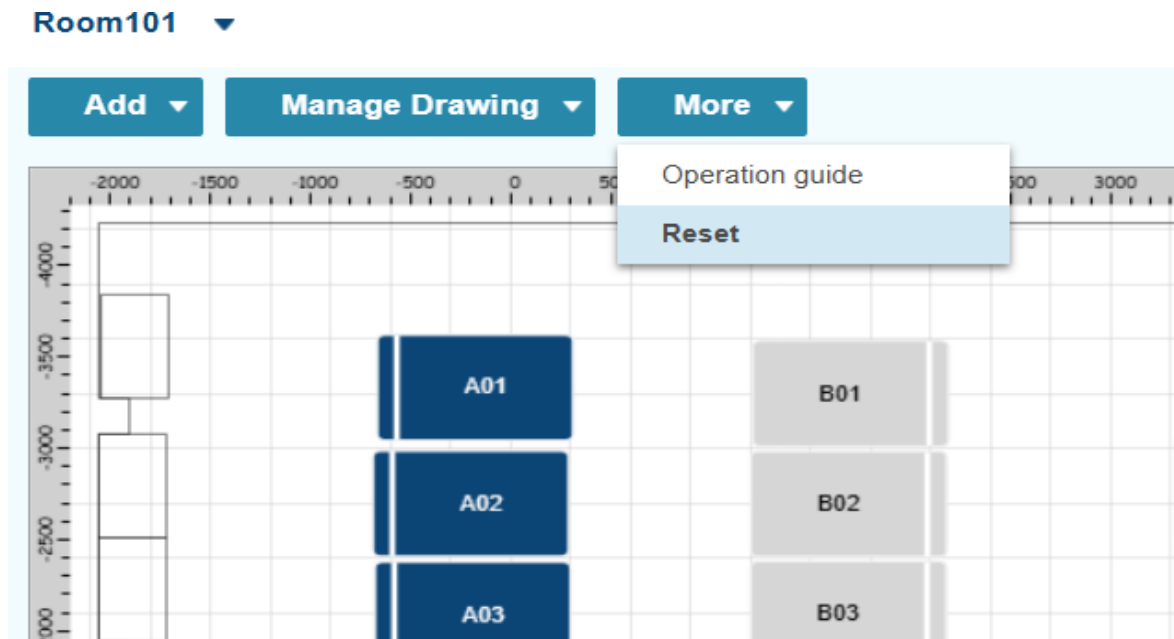 Room101
Add Manage Drawing More
Operation guide
Reset
-2000 -1500 -1000 -500 0 3000
-4000
-3500
-3000
-2500
A01 B01
A02 B02
A03 B03